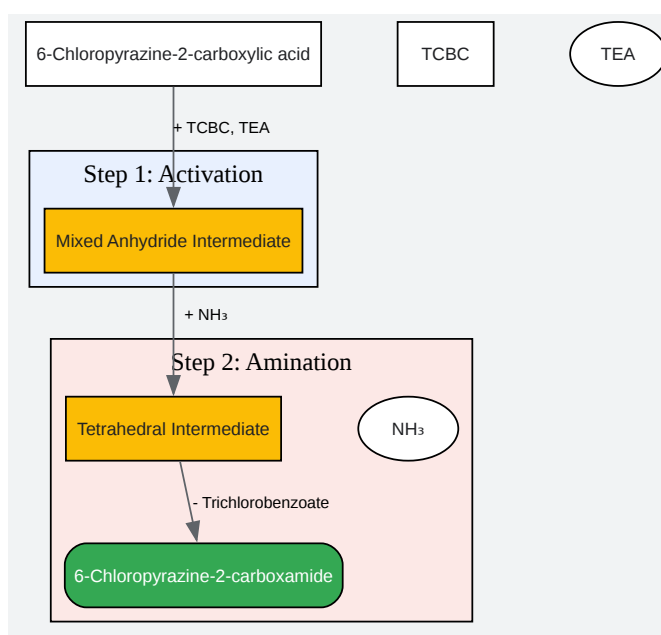 6-Chloropyrazine-2-carboxylic acid
TCBC
TEA
+ TCBC, TEA
Step 1: Activation
Mixed Anhydride Intermediate
+ NH₃
Step 2: Amination
Tetrahedral Intermediate
NH₃
- Trichlorobenzoate
6-Chloropyrazine-2-carboxamide